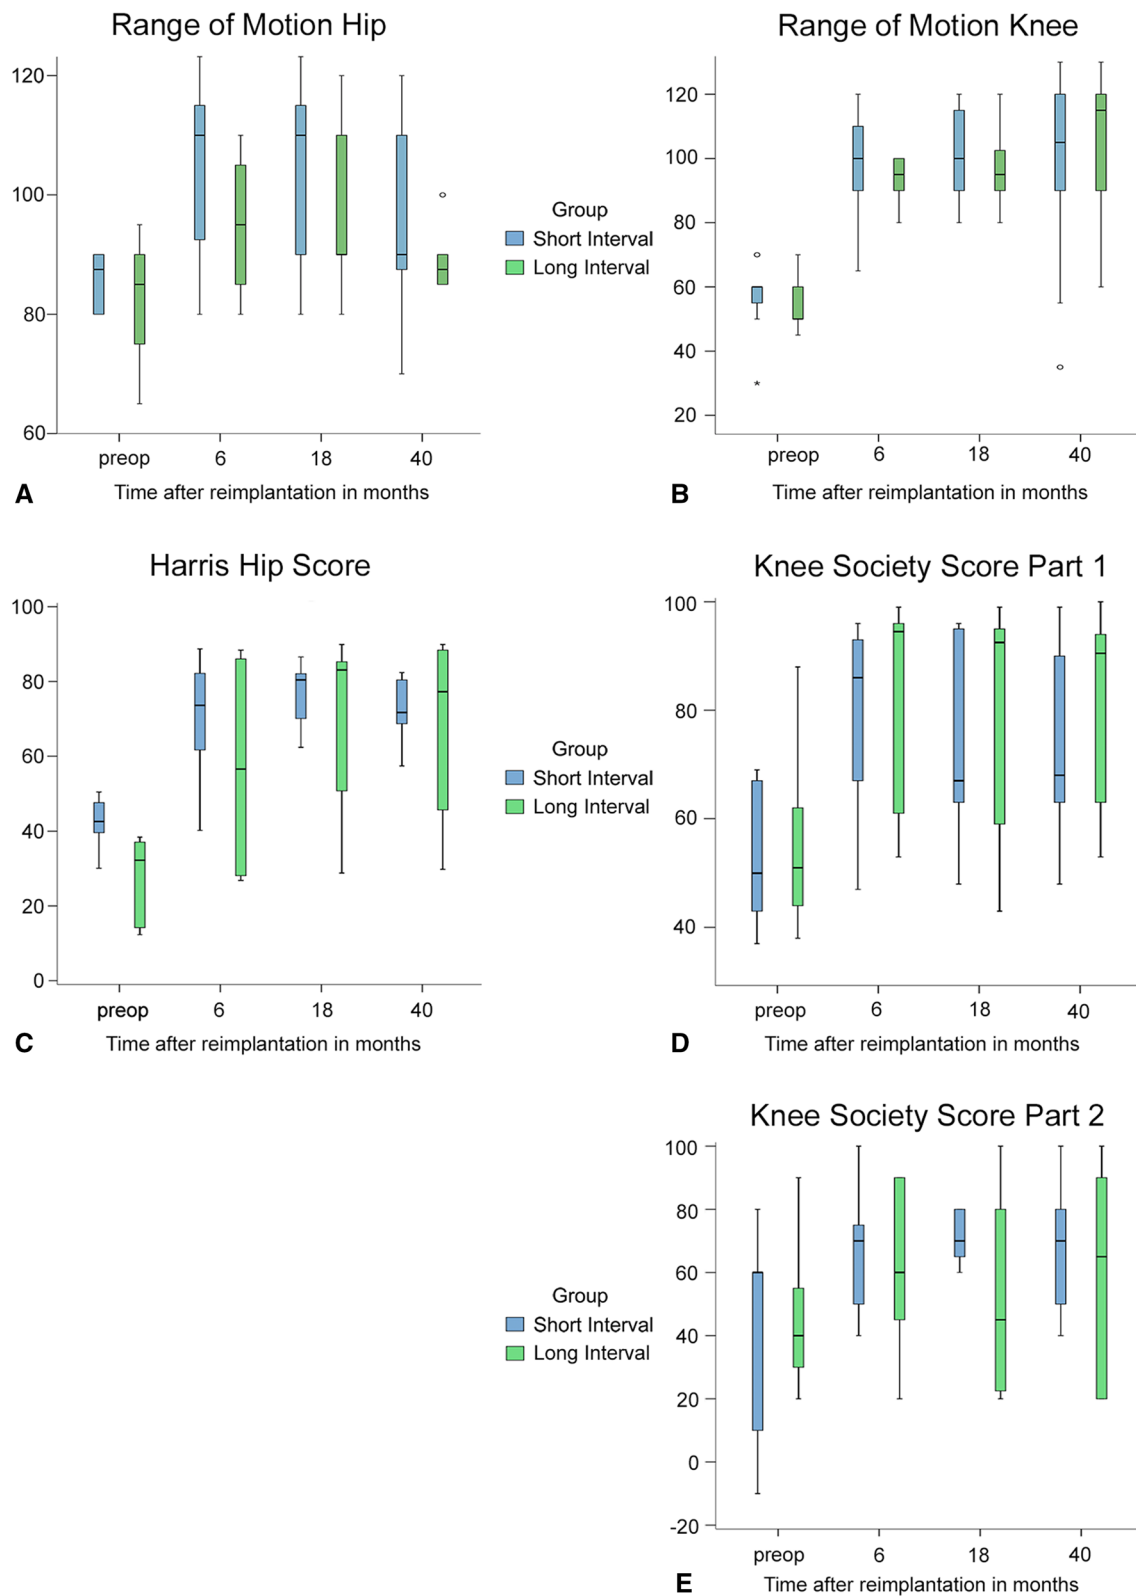 Range of Motion Hip
120
100
80
60
preop 6 18 40
Time after reimplantation in months
A
Group
Short Interval
Long Interval
Range of Motion Knee
120
100
80
60
40
20
preop 6 18 40
Time after reimplantation in months
B
Harris Hip Score
100
80
60
40
20
0
preop 6 18 40
Time after reimplantation in months
C
Group
Short Interval
Long Interval
Knee Society Score Part 1
100
80
60
40
preop 6 18 40
Time after reimplantation in months
D
Knee Society Score Part 2
100
80
60
40
20
0
-20
Group
Short Interval
Long Interval
preop 6 18 40
Time after reimplantation in months
E